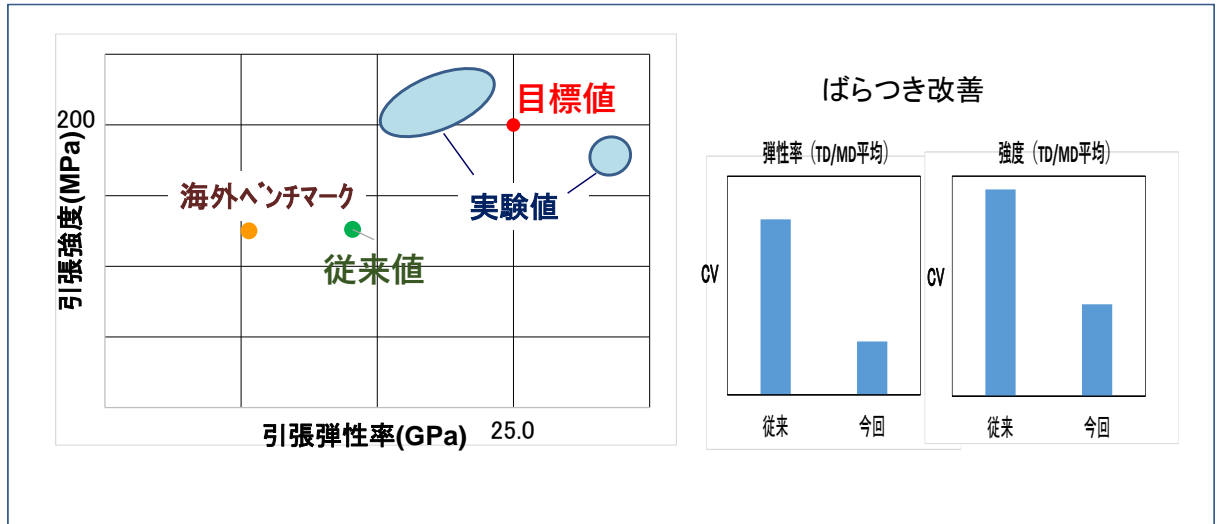 200
引張強度(MPa)
海外ベンチマーク
従来値
目標値
実験値
引張弾性率(GPa)
25.0
ばらつき改善
弾性率（TD/MD平均）
CV
従来
今回
強度（TD/MD平均）
CV
従来
今回